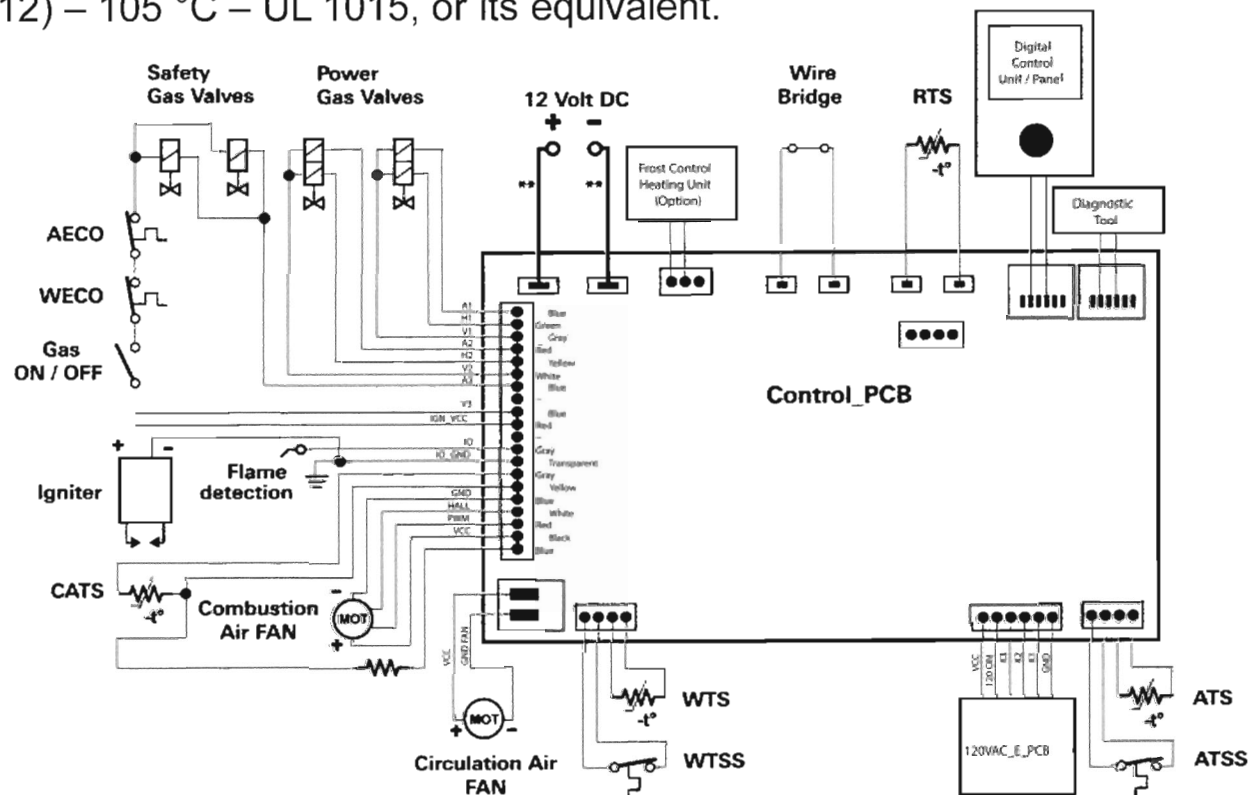 12) – 105 °C – UL 1015, or its equivalent.
Safety
Gas Valves
Power
Gas Valves
12 Volt DC
+
–
**
**
Frost Control
Heating Unit
(Option)
Wire
Bridge
RTS
-t°
Digital
Control
Unit / Panel
Diagnostic
Tool
AECO
WECO
Gas
ON / OFF
A1
H1
V1
A2
H2
V2
A3
V3
IGN_VCC
IO
IO_GND
GND
HALL
PWM
VCC
Blue
Green
Gray
Red
Yellow
White
Blue
–
Blue
Red
–
Gray
Transparent
Gray
Yellow
Blue
White
Red
Black
Blue
Control_PCB
+
–
Igniter
Flame
detection
CATS
-t°
Combustion
Air FAN
–
MOT
+
VCC
GND FAN
+
MOT
–
Circulation Air
FAN
WTS
-t°
WTSS
VCC
120 ON
K1
K2
K3
GND
120VAC_E_PCB
ATS
-t°
ATSS